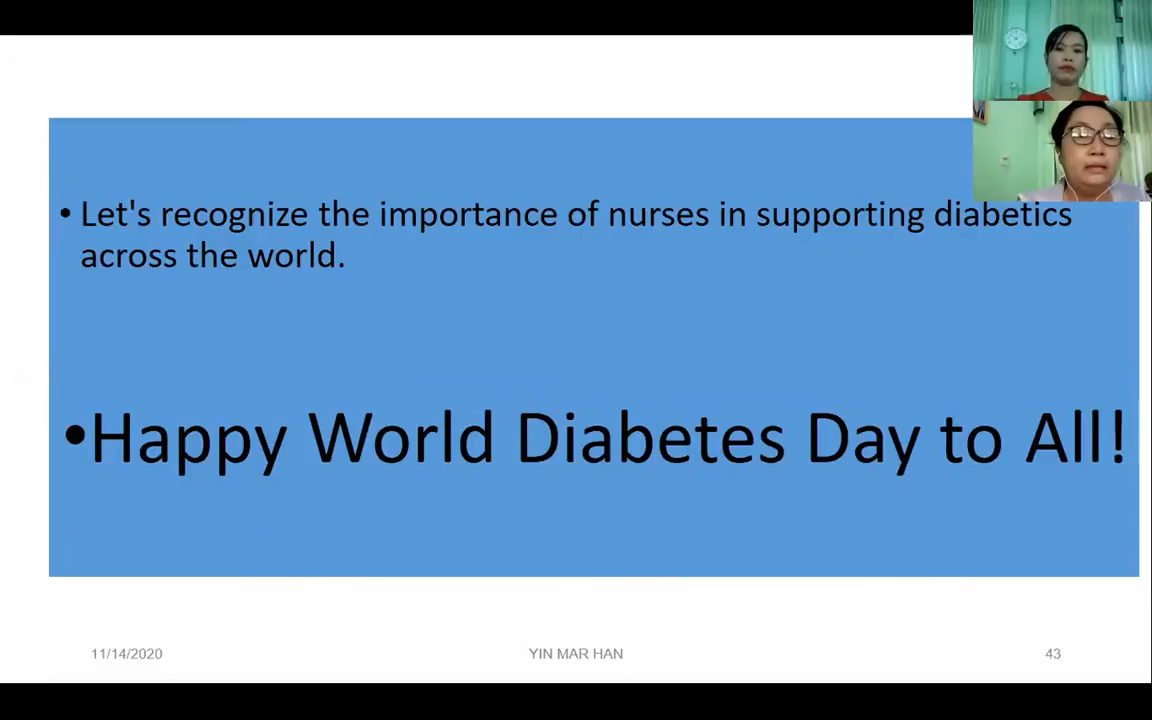 • Let's recognize the importance of nurses in supporting diabetics
across the world.
•Happy World Diabetes Day to All!
11/14/2020
YIN MAR HAN
43